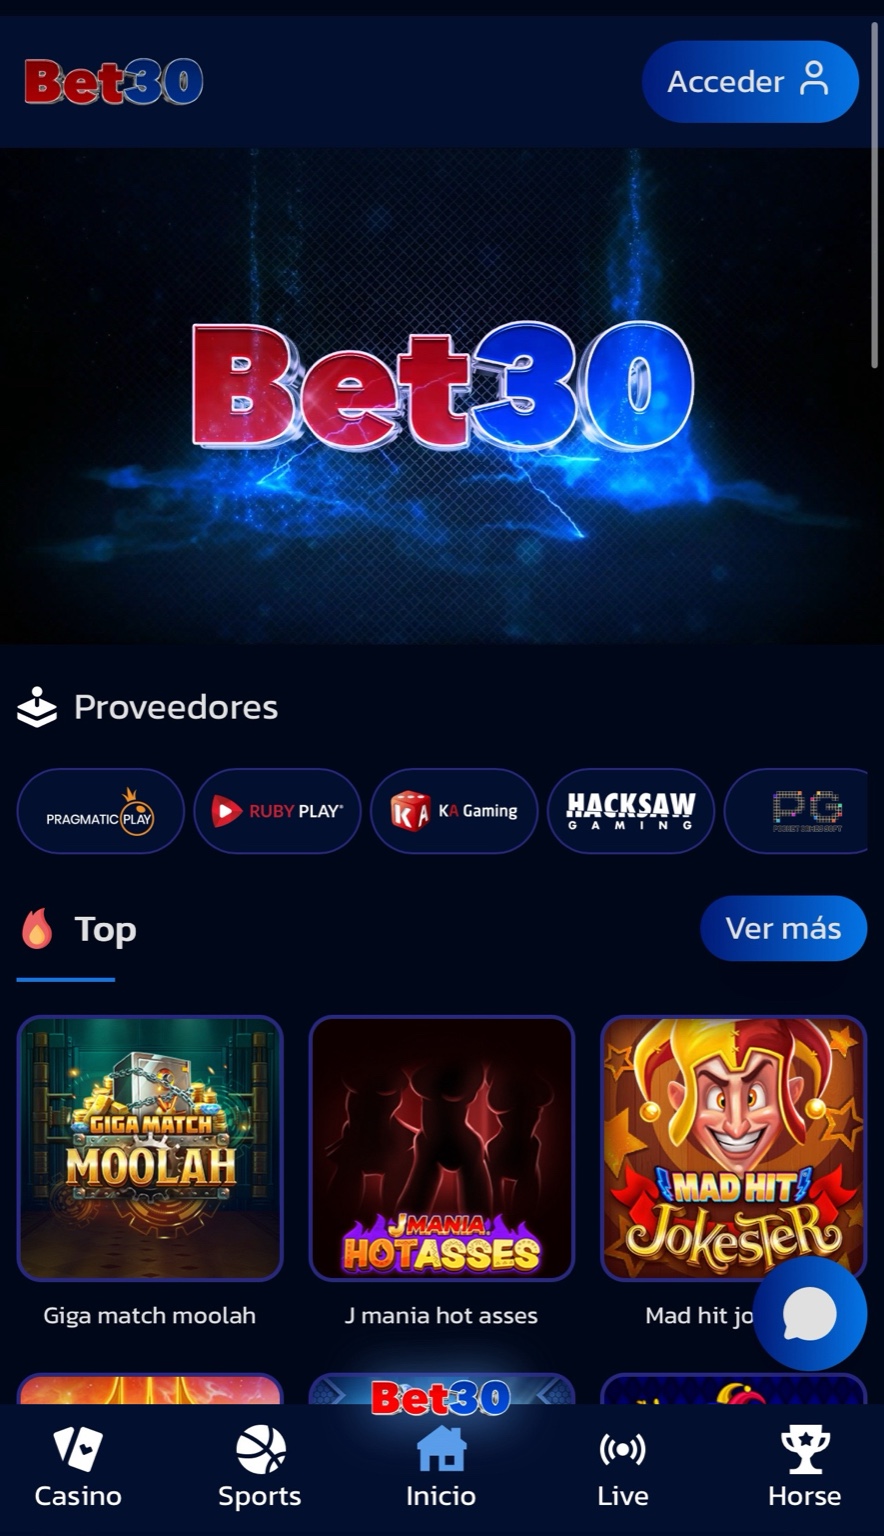 Bet30
Acceder
Bet30
Proveedores
PRAGMATIC PLAY
RUBY PLAY
KA Gaming
HACKSAW GAMING
PG
Top
Ver más
GIGA MATCH
MOOLAH
J MANIA
HOT ASSES
MAD HIT
JOKESTER
Giga match moolah
J mania hot asses
Mad hit jo
Bet30
Casino
Sports
Inicio
Live
Horse